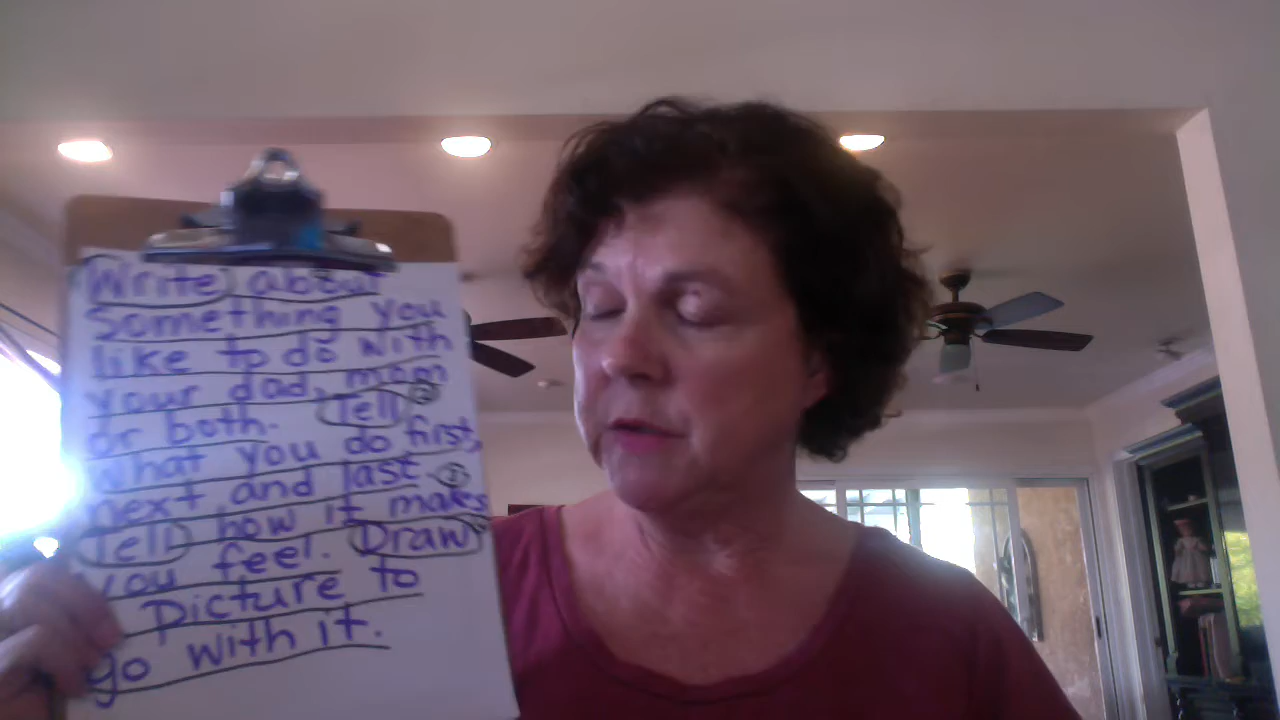 Write about
Something you
like to do with
your dad, mom
or both. Tell
what you do first,
next and last.
Tell how it makes
you feel. Draw
a Picture to
go with it.